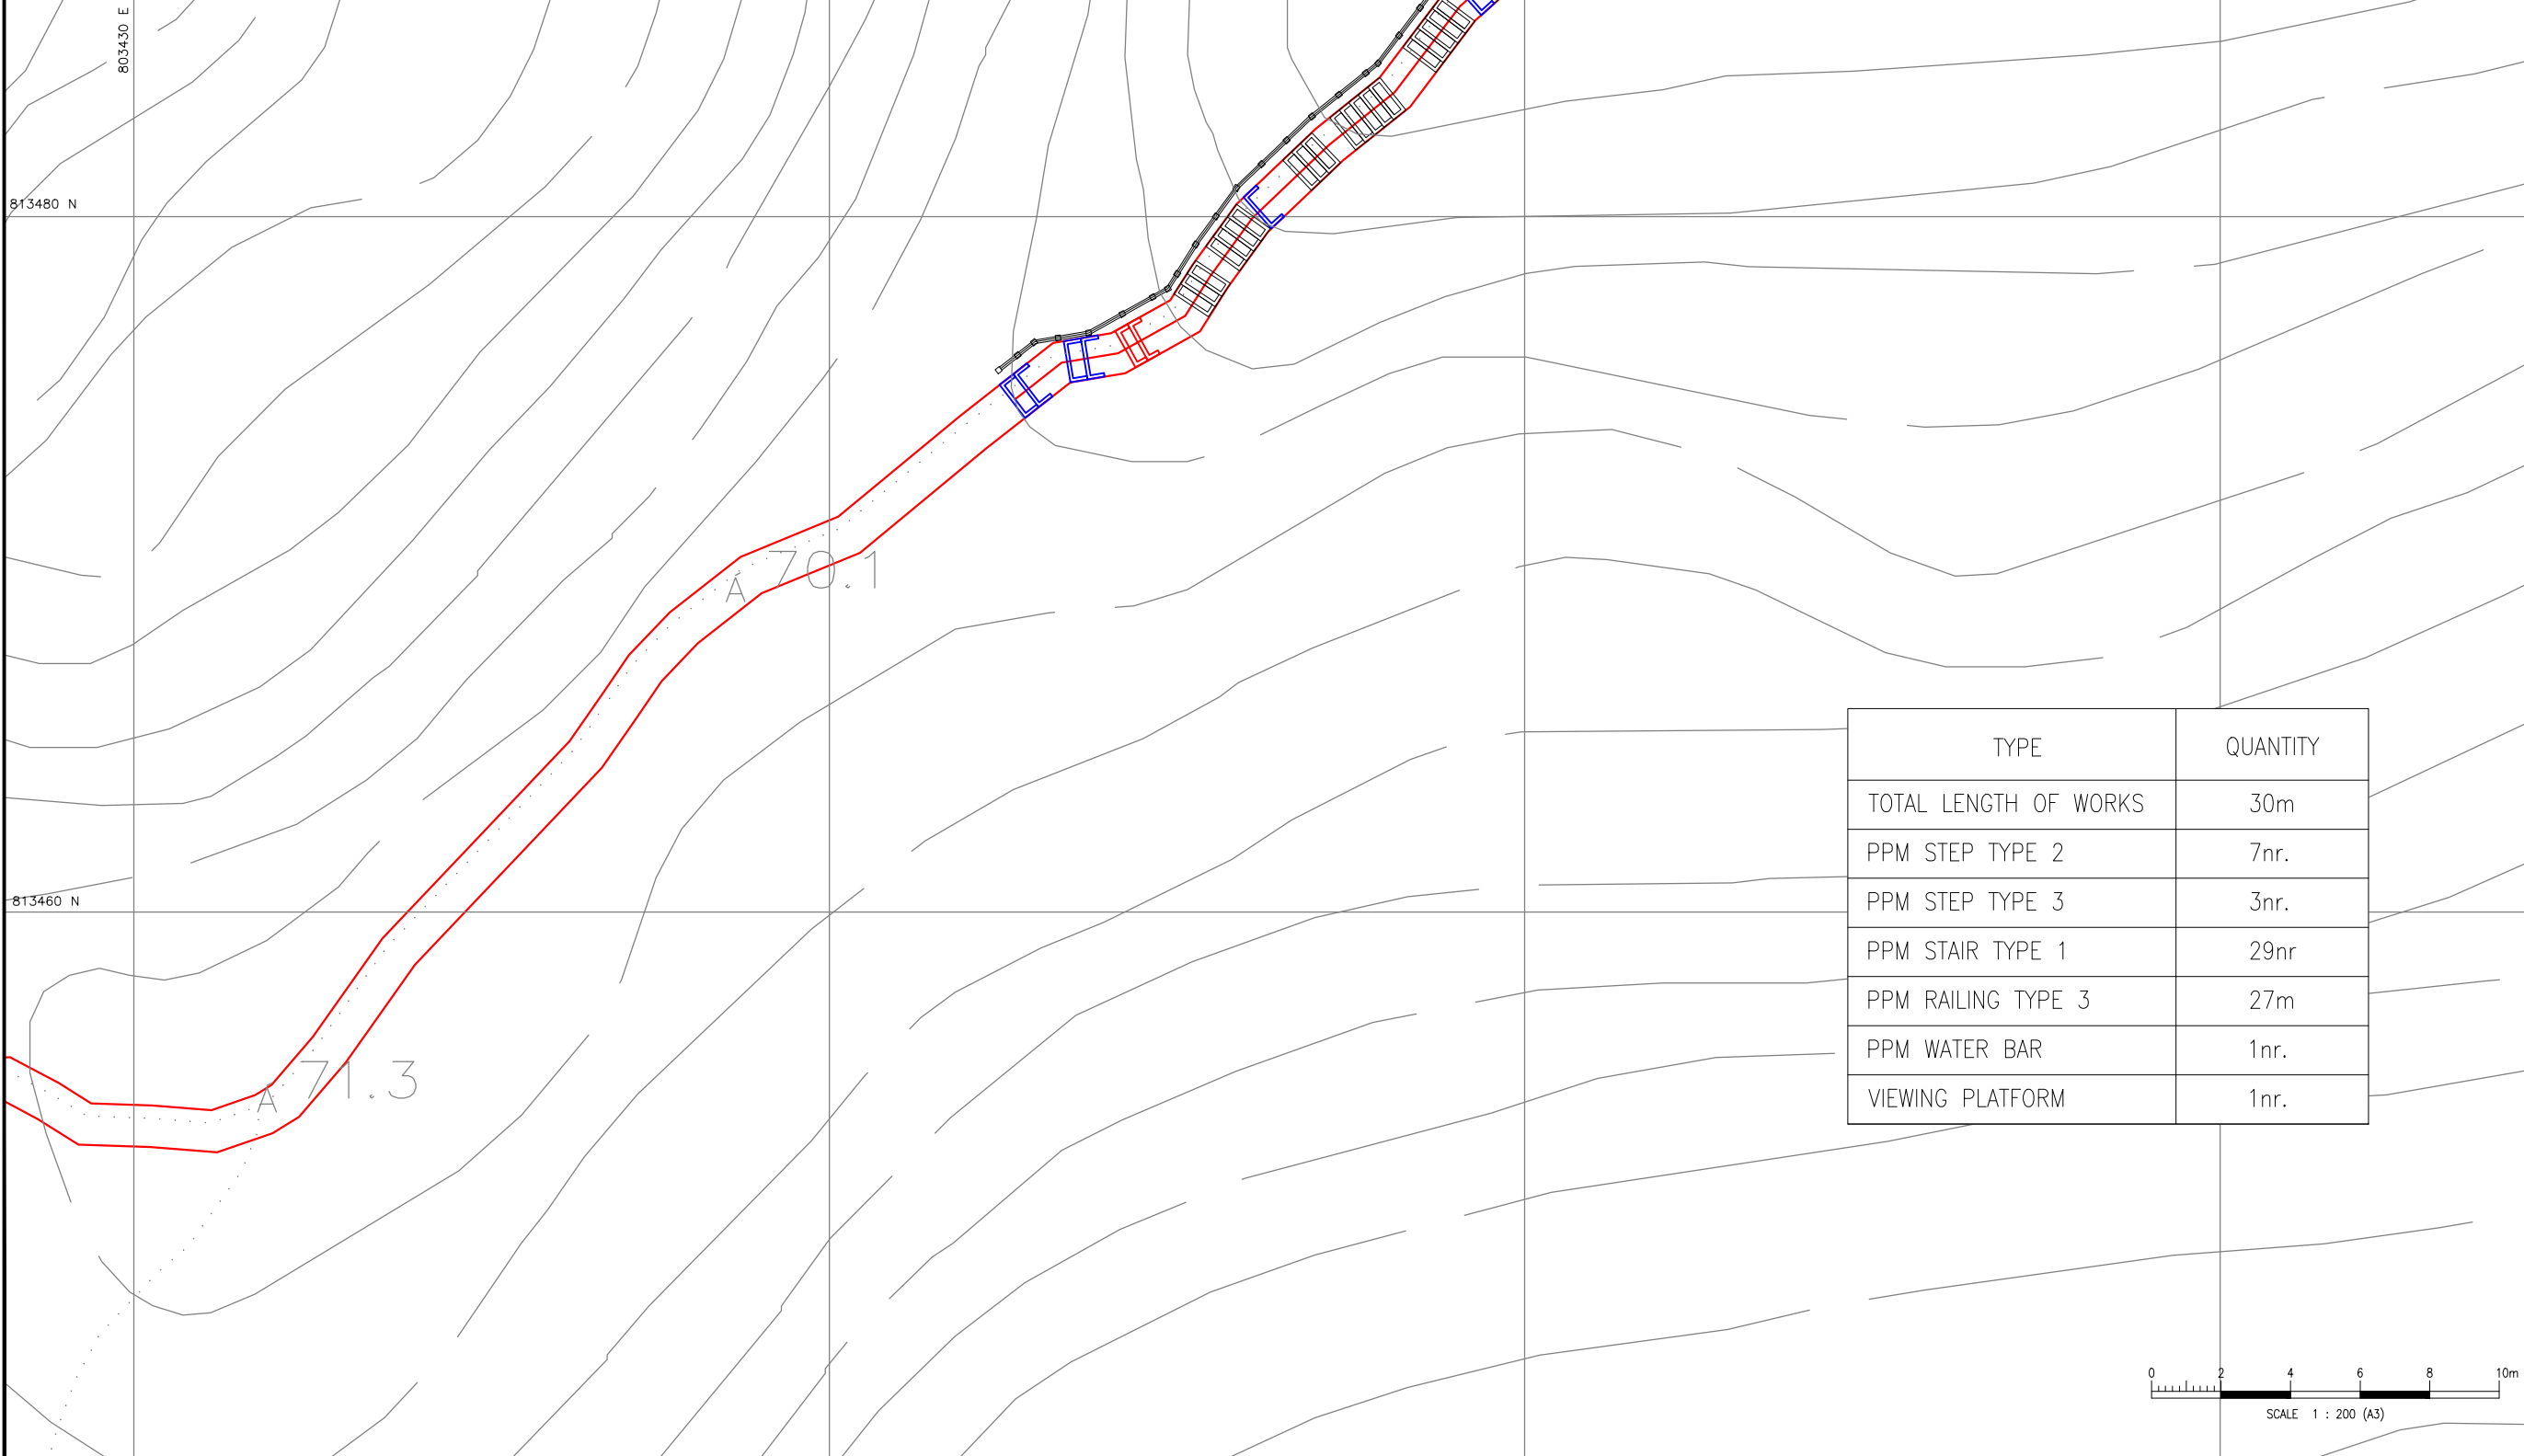 803430 E
813480 N
A 70.1
TYPE QUANTITY
TOTAL LENGTH OF WORKS 30m
PPM STEP TYPE 2 7nr.
PPM STEP TYPE 3 3nr.
813460 N
PPM STAIR TYPE 1 29nr
PPM RAILING TYPE 3 27m
PPM WATER BAR 1nr.
A 71.3
VIEWING PLATFORM 1nr.
0 2 4 6 8 10m
SCALE 1 : 200 (A3)